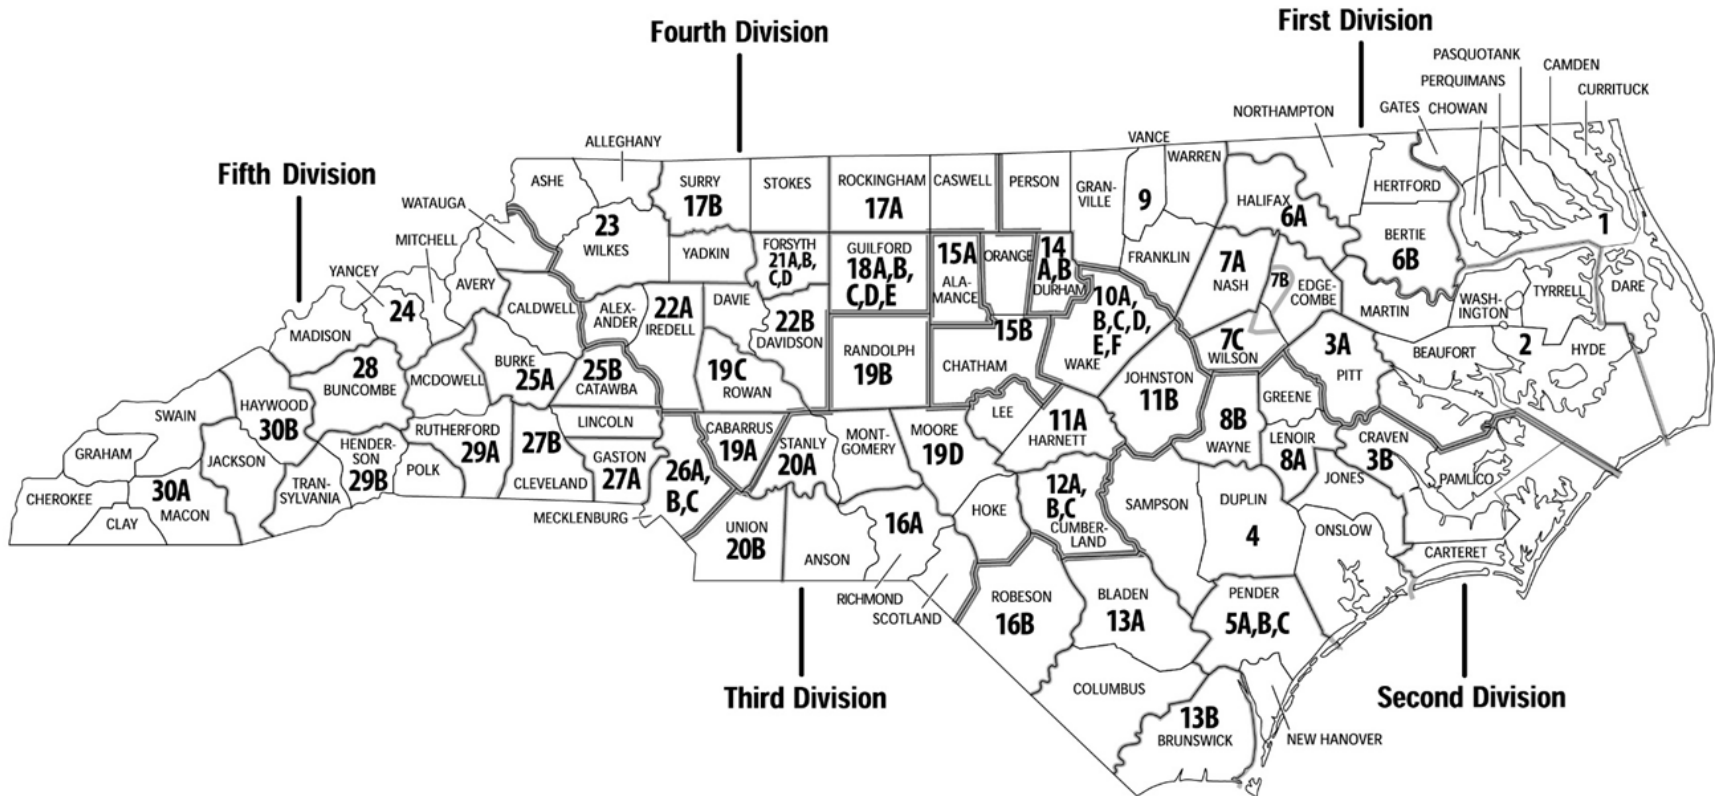 First Division
Fourth Division
PASQUOTANK
CAMDEN
PERQUIMANS
CURRITUCK
NORTHAMPTON
GATES
CHOWAN
VANCE
ALLEGHANY
Fifth Division
WARREN
ASHE
SURRY
17B
STOKES
ROCKINGHAM
17A
CASWELL
PERSON
GRAN-
VILLE
9
HERTFORD
WATAUGA
HALIFAX
6A
1
23
WILKES
MITCHELL
YADKIN
FORSYTH
21A,B,
C,D
GUILFORD
18A,B,
C,D,E
15A
ALA-
MANCE
ORANGE
14
A,B
DURHAM
FRANKLIN
BERTIE
6B
YANCEY
24
AVERY
7A
NASH
7B
EDGE-
COMBE
TYRRELL
DARE
CALDWELL
ALEX-
ANDER
22A
IREDELL
DAVIE
22B
DAVIDSON
10A,
B,C,D,
E,F
WAKE
MARTIN
WASH-
INGTON
MADISON
15B
CHATHAM
7C
WILSON
3A
PITT
BEAUFORT
2
HYDE
28
BUNCOMBE
MCDOWELL
BURKE
25A
25B
CATAWBA
19C
ROWAN
RANDOLPH
19B
JOHNSTON
11B
GREENE
SWAIN
HAYWOOD
30B
LEE
11A
HARNETT
8B
WAYNE
RUTHERFORD
29A
27B
CLEVELAND
LINCOLN
CABARRUS
19A
STANLY
20A
MONT-
GOMERY
MOORE
19D
LENOIR
8A
CRAVEN
3B
GRAHAM
JACKSON
HENDER-
SON
29B
POLK
GASTON
27A
26A,
B,C
JONES
PAMLICO
CHEROKEE
30A
MACON
TRAN-
SYLVANIA
12A,
B,C
CUMBER-
LAND
SAMPSON
DUPLIN
4
CLAY
MECKLENBURG
UNION
20B
ANSON
16A
HOKE
ONSLOW
CARTERET
RICHMOND
SCOTLAND
ROBESON
16B
BLADEN
13A
PENDER
5A,B,C
Third Division
COLUMBUS
Second Division
13B
BRUNSWICK
NEW HANOVER